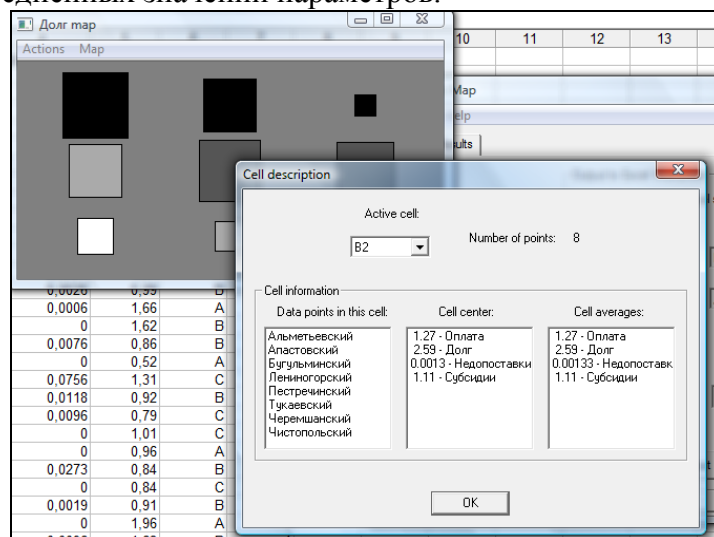 значений параметров.
Долг map
Actions Map
10 11 12 13
Map
elp
sults
Cell description
Active cell:
B2
Number of points: 8
Cell information
Data points in this cell:
Альметьевский
Апастовский
Бугульминский
Лениногорский
Пестречинский
Тукаевский
Черемшанский
Чистопольский
Cell center:
1.27 - Оплата
2.59 - Долг
0.0013 - Недопоставки
1.11 - Субсидии
Cell averages:
1.27 - Оплата
2.59 - Долг
0.00133 - Недопоставк
1.11 - Субсидии
OK
0,0006 1,66 A
0 1,62 B
0,0076 0,86 B
0 0,52 A
0,0756 1,31 C
0,0118 0,92 B
0,0096 0,79 C
0 1,01 C
0 0,96 A
0,0273 0,84 B
0 0,84 C
0,0019 0,91 B
0 1,96 A